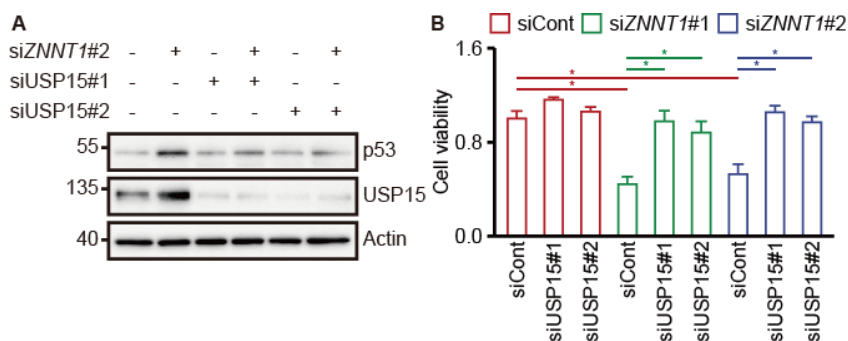 A
siZNNT1#2 - + - + - +
siUSP15#1 - - + + - -
siUSP15#2 - - - - + +
55 p53
135 USP15
40 Actin
B
siCont siZNNT1#1 siZNNT1#2
Cell viability
1.6
0.8
0.0
* * * * * *
siCont siUSP15#1 siUSP15#2 siCont siUSP15#1 siUSP15#2 siCont siUSP15#1 siUSP15#2